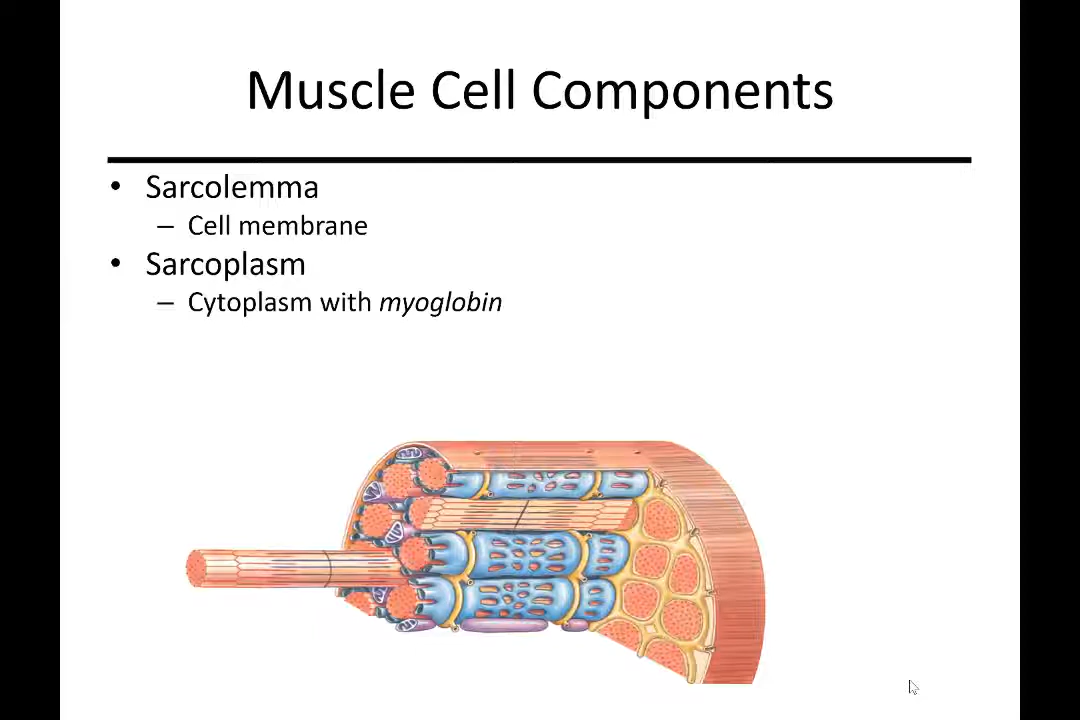 Muscle Cell Components
• Sarcolemma
– Cell membrane
• Sarcoplasm
– Cytoplasm with myoglobin